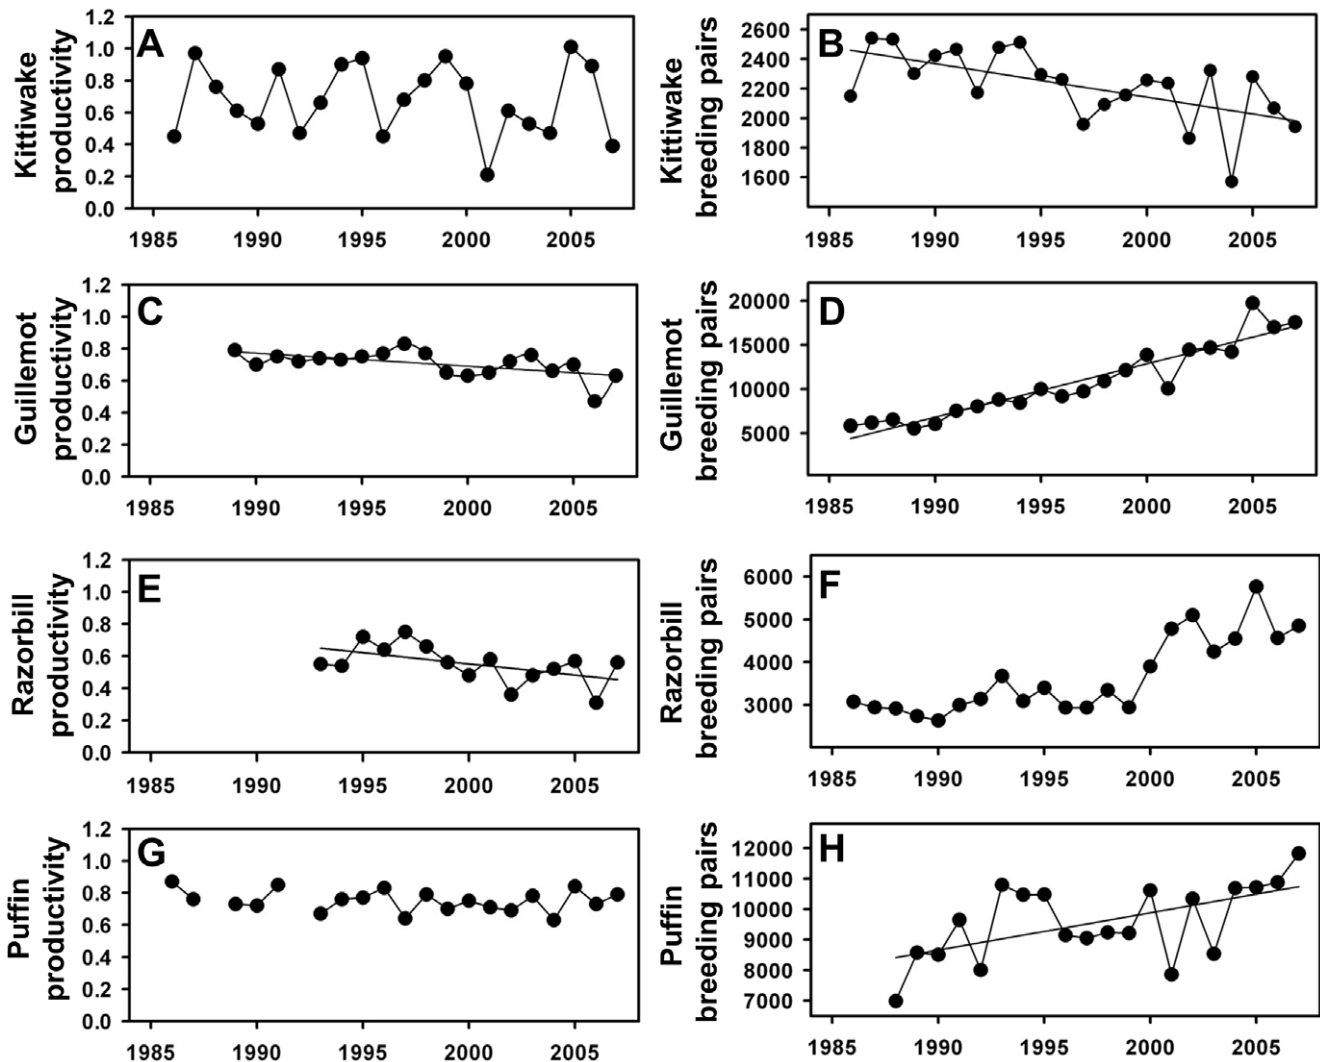 A
Kittiwake
productivity
1.2
1.0
0.8
0.6
0.4
0.2
0.0
1985 1990 1995 2000 2005
B
Kittiwake
breeding pairs
2600
2400
2200
2000
1800
1600
1985 1990 1995 2000 2005
C
Guillemot
productivity
1.2
1.0
0.8
0.6
0.4
0.2
0.0
1985 1990 1995 2000 2005
D
Guillemot
breeding pairs
20000
15000
10000
5000
1985 1990 1995 2000 2005
E
Razorbill
productivity
1.2
1.0
0.8
0.6
0.4
0.2
0.0
1985 1990 1995 2000 2005
F
Razorbill
breeding pairs
6000
5000
4000
3000
1985 1990 1995 2000 2005
G
Puffin
productivity
1.2
1.0
0.8
0.6
0.4
0.2
0.0
1985 1990 1995 2000 2005
H
Puffin
breeding pairs
12000
11000
10000
9000
8000
7000
1985 1990 1995 2000 2005